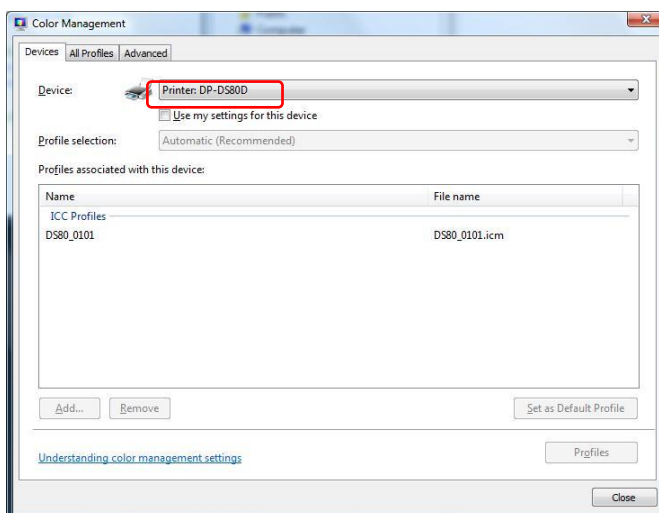 Color Management
Devices All Profiles Advanced
Device: Printer: DP-DS80D
Use my settings for this device
Profile selection: Automatic (Recommended)
Profiles associated with this device:
Name File name
ICC Profiles
DS80_0101 DS80_0101.icm
Add... Remove Set as Default Profile
Understanding color management settings Profiles
Close